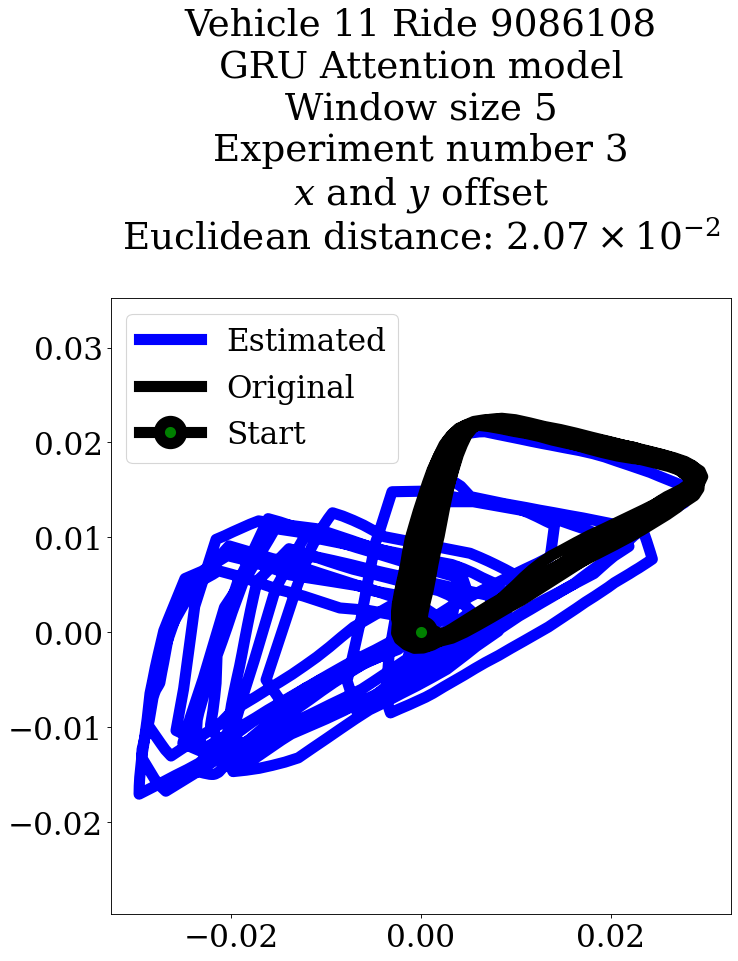 Vehicle 11 Ride 9086108
GRU Attention model
Window size 5
Experiment number 3
x and y offset
Euclidean distance: 2.07 × 10⁻²
Estimated
Original
Start
0.03
0.02
0.01
0.00
−0.01
−0.02
−0.02 0.00 0.02